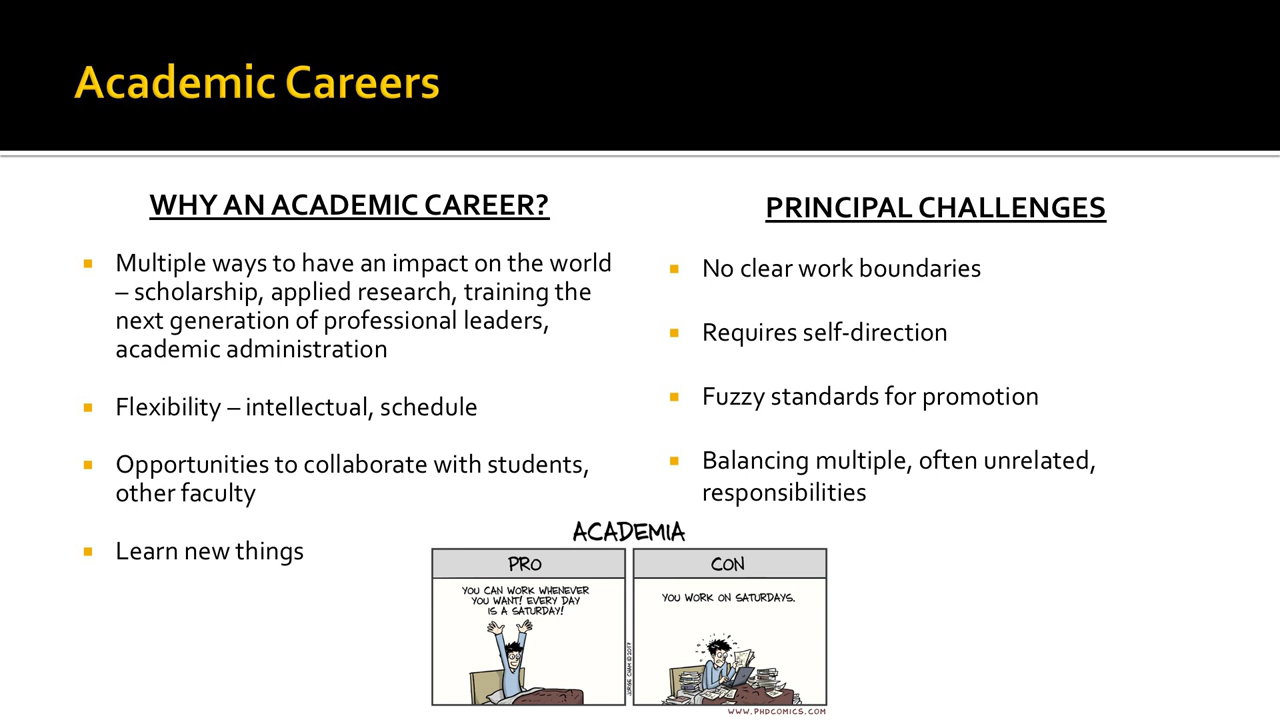 Academic Careers
WHY AN ACADEMIC CAREER?
Multiple ways to have an impact on the world
– scholarship, applied research, training the
next generation of professional leaders,
academic administration
Flexibility – intellectual, schedule
Opportunities to collaborate with students,
other faculty
Learn new things
PRINCIPAL CHALLENGES
No clear work boundaries
Requires self-direction
Fuzzy standards for promotion
Balancing multiple, often unrelated,
responsibilities
ACADEMIA
PRO
YOU CAN WORK WHENEVER
YOU WANT! EVERY DAY
IS A SATURDAY!
JORGE CHAM © 2017
CON
YOU WORK ON SATURDAYS.
WWW.PHDCOMICS.COM